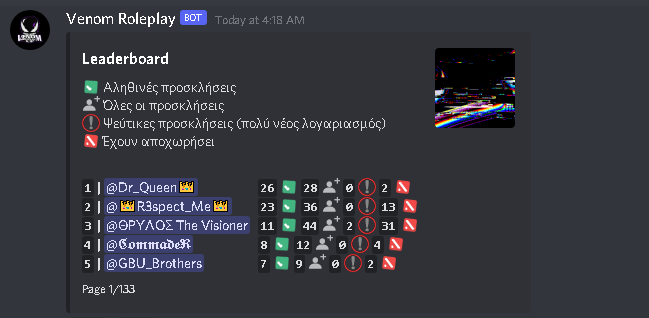 Venom Roleplay BOT Today at 4:18 AM
Leaderboard
Αληθινές προσκλήσεις
Όλες οι προσκλήσεις
Ψεύτικες προσκλήσεις (πολύ νέος λογαριασμός)
Έχουν αποχωρήσει
1 | @Dr_Queen 26 28 0 2
2 | @R3spect_Me 23 36 0 13
3 | @ΘΡΥΛΟΣ The Visioner 11 44 2 31
4 | @𝕮𝖔𝖒𝖒𝖆𝖉𝖊𝕽 8 12 0 4
5 | @GBU_Brothers 7 9 0 2
Page 1/133